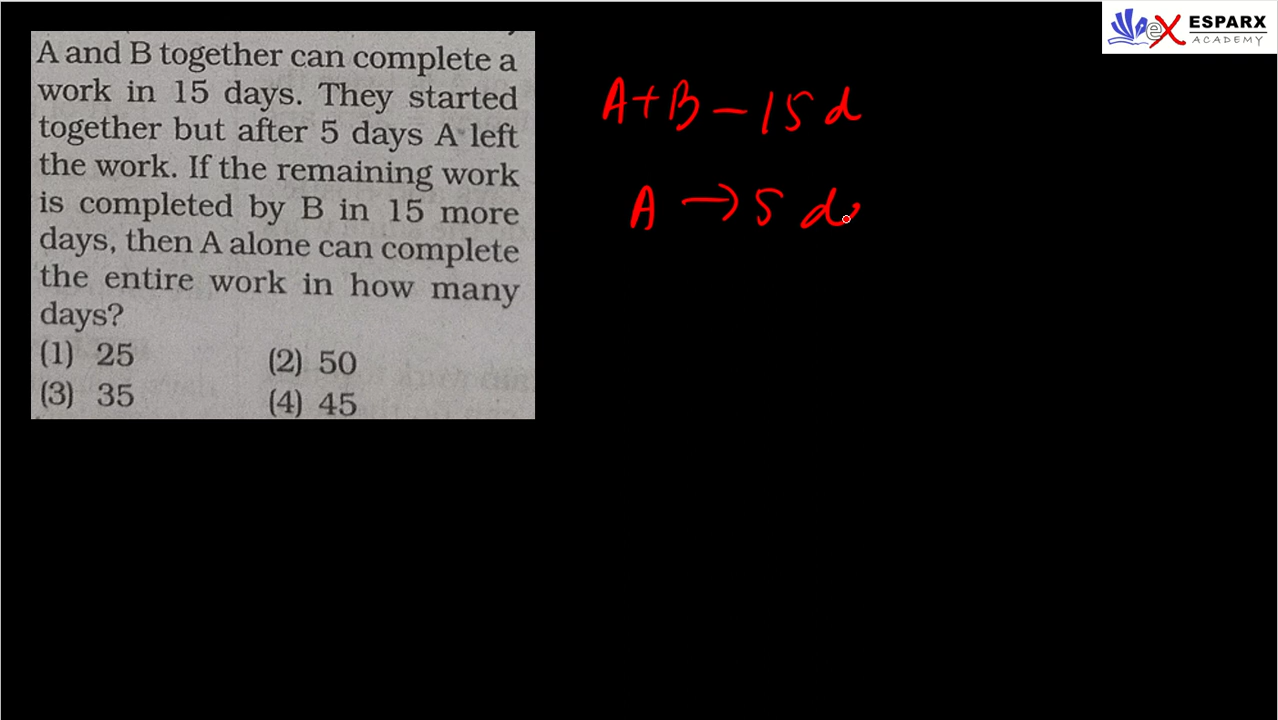 ESPARX
ACADEMY
A and B together can complete a
work in 15 days. They started
together but after 5 days A left
the work. If the remaining work
is completed by B in 15 more
days, then A alone can complete
the entire work in how many
days?
(1) 25 (2) 50
(3) 35 (4) 45
A+B - 15 d
A → 5 d